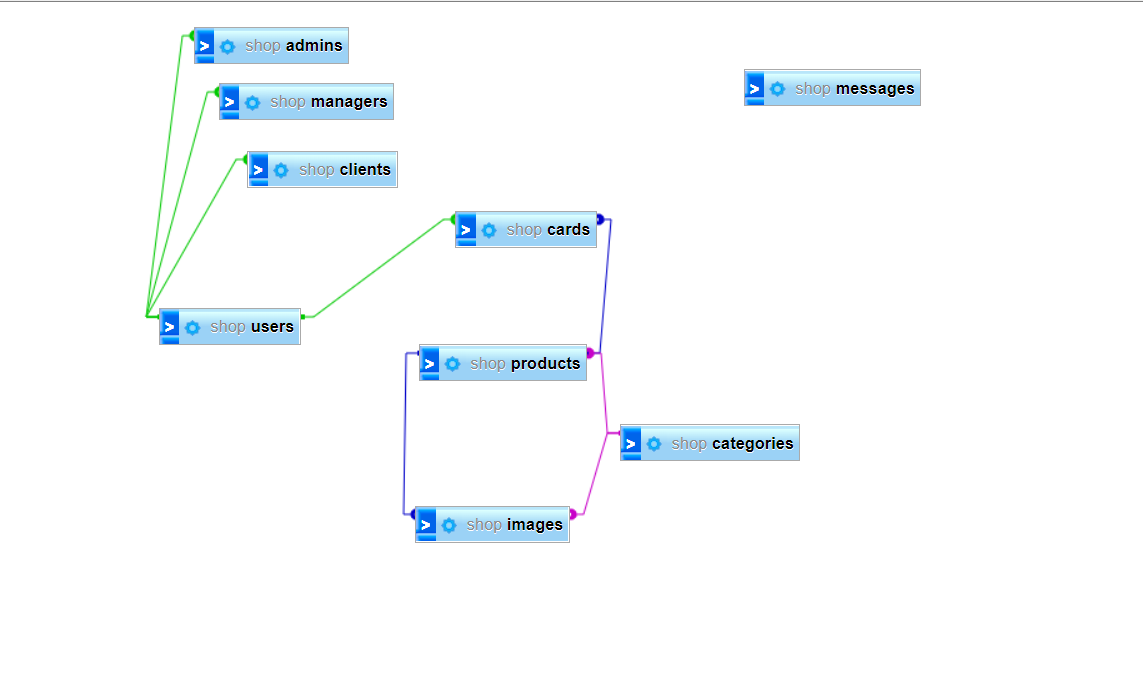 shop admins
shop messages
shop managers
shop clients
shop cards
shop users
shop products
shop categories
shop images